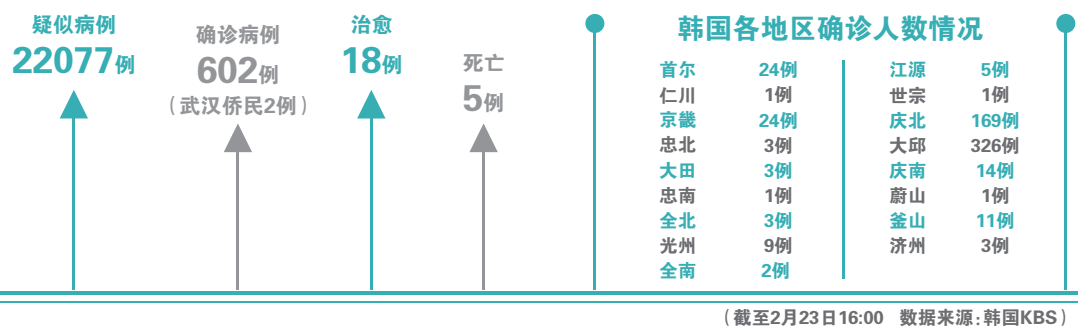 疑似病例
22077例
确诊病例
602例
（武汉侨民2例）
治愈
18例
死亡
5例
韩国各地区确诊人数情况
首尔 24例
仁川 1例
京畿 24例
忠北 3例
大田 3例
忠南 1例
全北 3例
光州 9例
全南 2例
江源 5例
世宗 1例
庆北 169例
大邱 326例
庆南 14例
蔚山 1例
釜山 11例
济州 3例
（截至2月23日16:00 数据来源:韩国KBS）